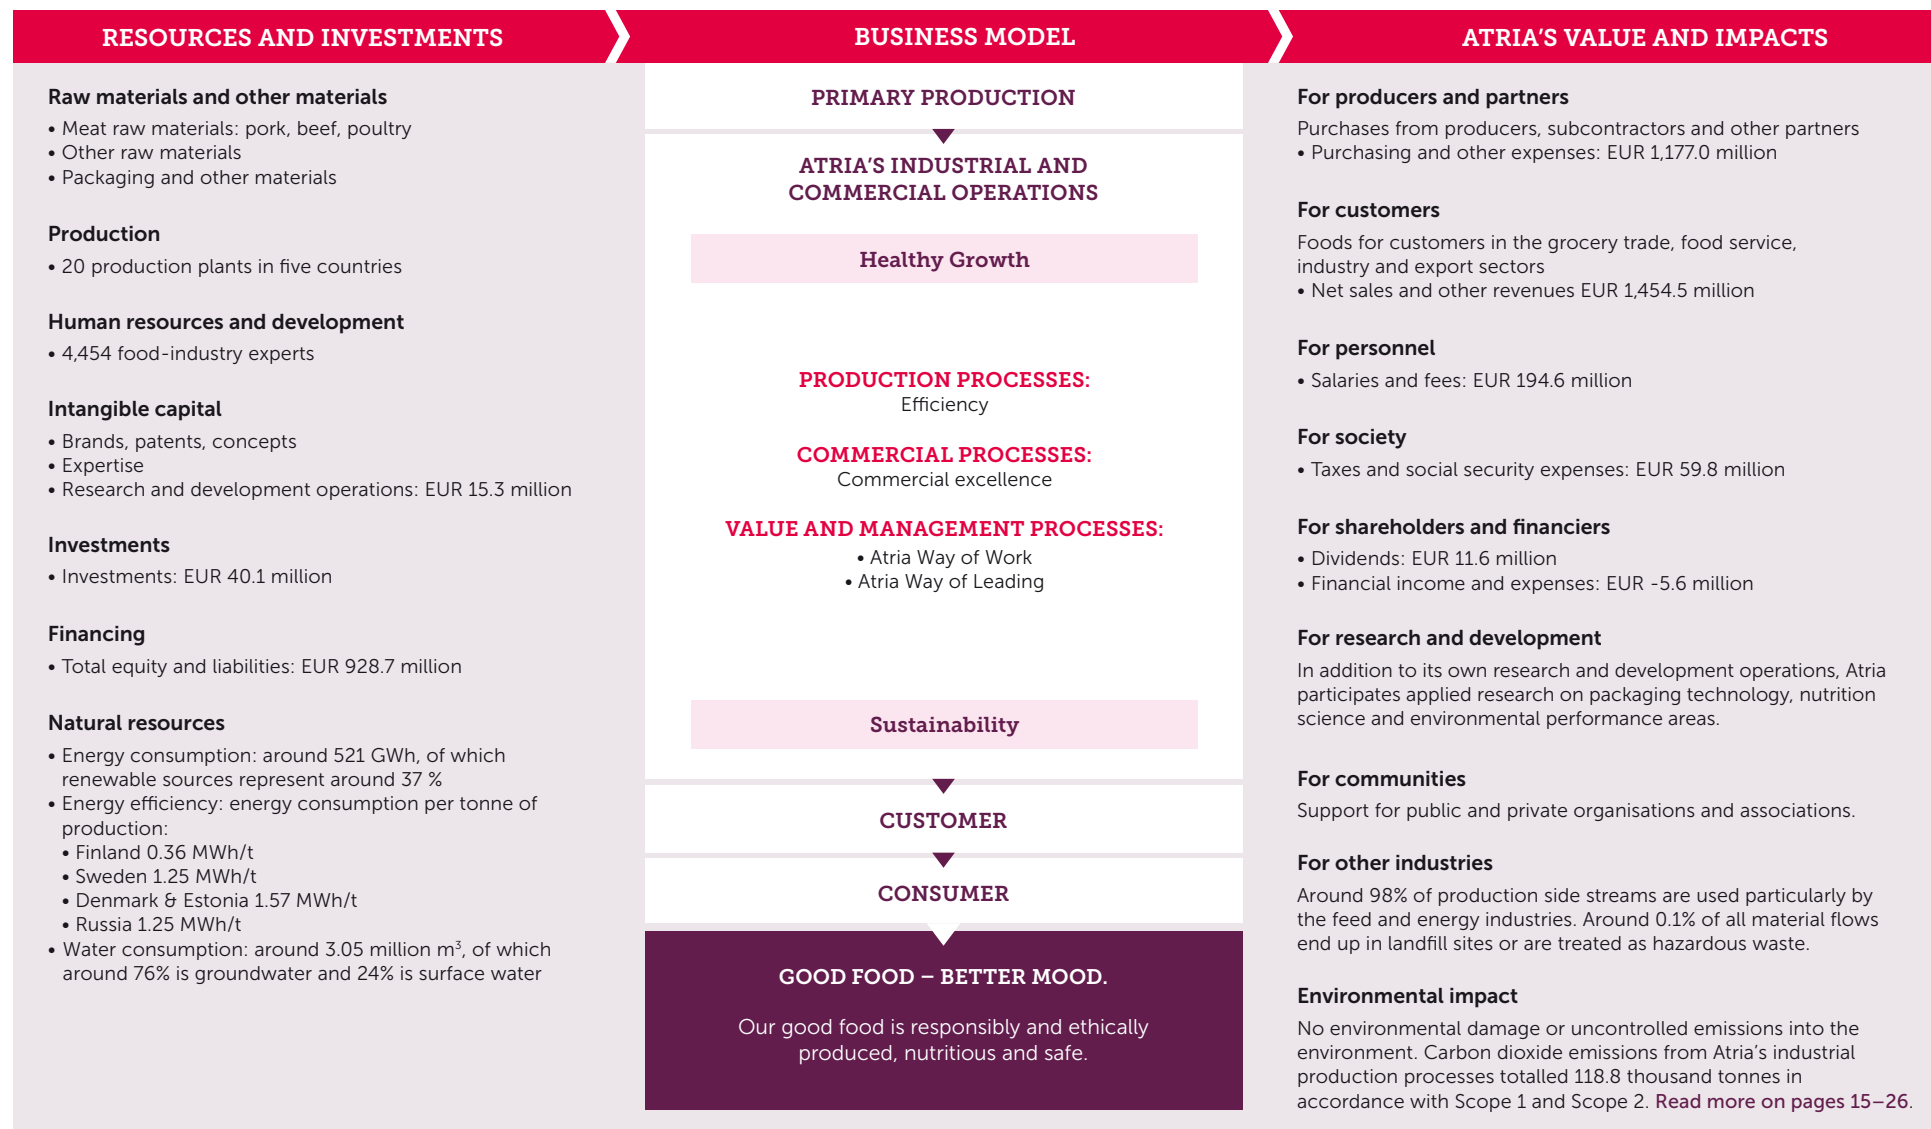 RESOURCES AND INVESTMENTS
Raw materials and other materials
• Meat raw materials: pork, beef, poultry
• Other raw materials
• Packaging and other materials
Production
• 20 production plants in five countries
Human resources and development
• 4,454 food-industry experts
Intangible capital
• Brands, patents, concepts
• Expertise
• Research and development operations: EUR 15.3 million
Investments
• Investments: EUR 40.1 million
Financing
• Total equity and liabilities: EUR 928.7 million
Natural resources
• Energy consumption: around 521 GWh, of which
renewable sources represent around 37 %
• Energy efficiency: energy consumption per tonne of
production:
• Finland 0.36 MWh/t
• Sweden 1.25 MWh/t
• Denmark & Estonia 1.57 MWh/t
• Russia 1.25 MWh/t
• Water consumption: around 3.05 million m³, of which
around 76% is groundwater and 24% is surface water
BUSINESS MODEL
PRIMARY PRODUCTION
ATRIA'S INDUSTRIAL AND
COMMERCIAL OPERATIONS
Healthy Growth
PRODUCTION PROCESSES:
Efficiency
COMMERCIAL PROCESSES:
Commercial excellence
VALUE AND MANAGEMENT PROCESSES:
• Atria Way of Work
• Atria Way of Leading
Sustainability
CUSTOMER
CONSUMER
GOOD FOOD – BETTER MOOD.
Our good food is responsibly and ethically
produced, nutritious and safe.
ATRIA'S VALUE AND IMPACTS
For producers and partners
Purchases from producers, subcontractors and other partners
• Purchasing and other expenses: EUR 1,177.0 million
For customers
Foods for customers in the grocery trade, food service,
industry and export sectors
• Net sales and other revenues EUR 1,454.5 million
For personnel
• Salaries and fees: EUR 194.6 million
For society
• Taxes and social security expenses: EUR 59.8 million
For shareholders and financiers
• Dividends: EUR 11.6 million
• Financial income and expenses: EUR -5.6 million
For research and development
In addition to its own research and development operations, Atria
participates applied research on packaging technology, nutrition
science and environmental performance areas.
For communities
Support for public and private organisations and associations.
For other industries
Around 98% of production side streams are used particularly by
the feed and energy industries. Around 0.1% of all material flows
end up in landfill sites or are treated as hazardous waste.
Environmental impact
No environmental damage or uncontrolled emissions into the
environment. Carbon dioxide emissions from Atria's industrial
production processes totalled 118.8 thousand tonnes in
accordance with Scope 1 and Scope 2. Read more on pages 15–26.